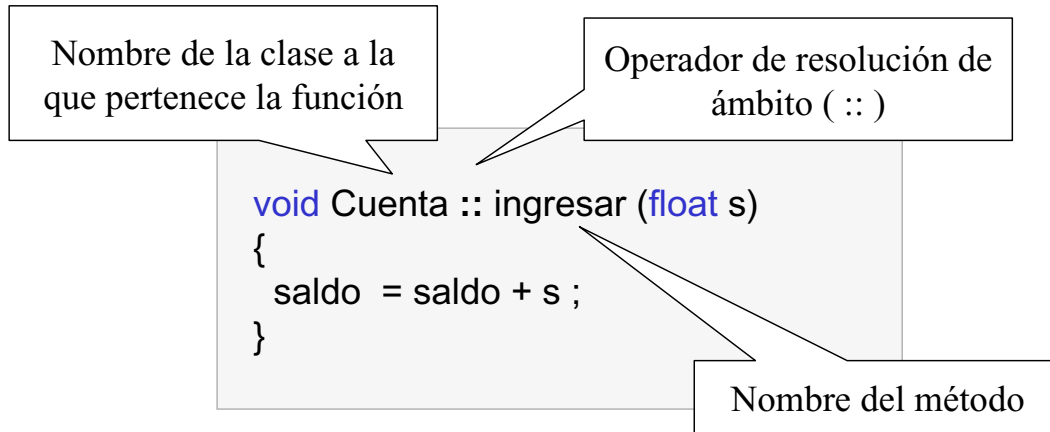 Nombre de la clase a la
que pertenece la función
Operador de resolución de
ámbito ( :: )
void Cuenta :: ingresar (float s)
{
saldo = saldo + s ;
}
Nombre del método